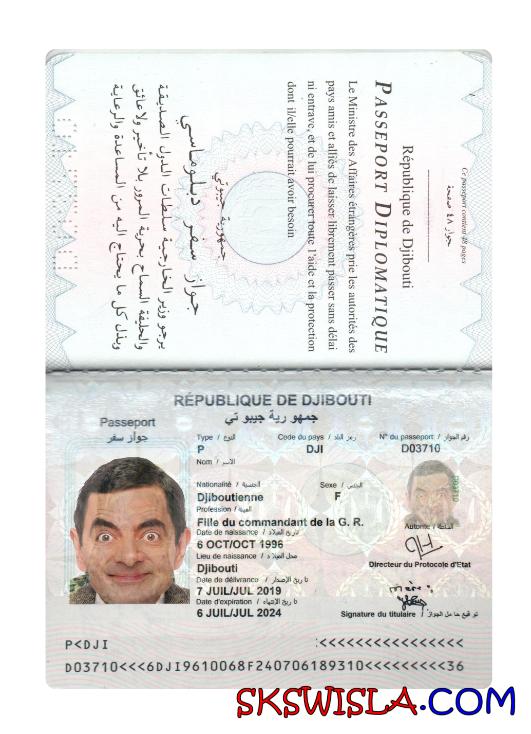 Ce passeport contient 48 pages
جواز ٤٨ صفحة
République de Djibouti
PASSEPORT DIPLOMATIQUE
Le Ministre des Affaires étrangères prie les autorités des
pays amis et alliés de laisser librement passer sans délai
ni entrave, et de lui procurer toute l'aide et la protection
dont il/elle pourrait avoir besoin
جمهورية جيبوتي
جواز سفر دبلوماسي
يرجو وزير الخارجية سلطات الدول الصديقة
والحليفة السماح بحرية المرور بلا تأخير ولا عائق
وبذل كل ما يحتاج إليه من المساعدة والرعاية
RÉPUBLIQUE DE DJIBOUTI
جمهورية جيبوتي
Passeport
جواز سفر
Type / النوع Code du pays / رمز البلاد N° du passeport / رقم الجواز
P DJI D03710
Nom / الاسم
Nationalité / الجنسية Sexe / الجنس
Djiboutienne F
Profession / المهنة
Fille du commandant de la G. R.
Date de naissance / تاريخ الميلاد
6 OCT/OCT 1996
Lieu de naissance / محل الميلاد
Djibouti
Date de délivrance / تاريخ الإصدار
7 JUIL/JUL 2019
Date d'expiration / تاريخ الانتهاء
6 JUIL/JUL 2024
Autorité / السلطة
Directeur du Protocole d'Etat
Signature du titulaire / توقيع حامل الجواز
P<DJI :<<<<<<<<<<<<<<<<<
D03710<<<6DJI9610068F240706189310<<<<<<<<<36
SKSWISLA.COM